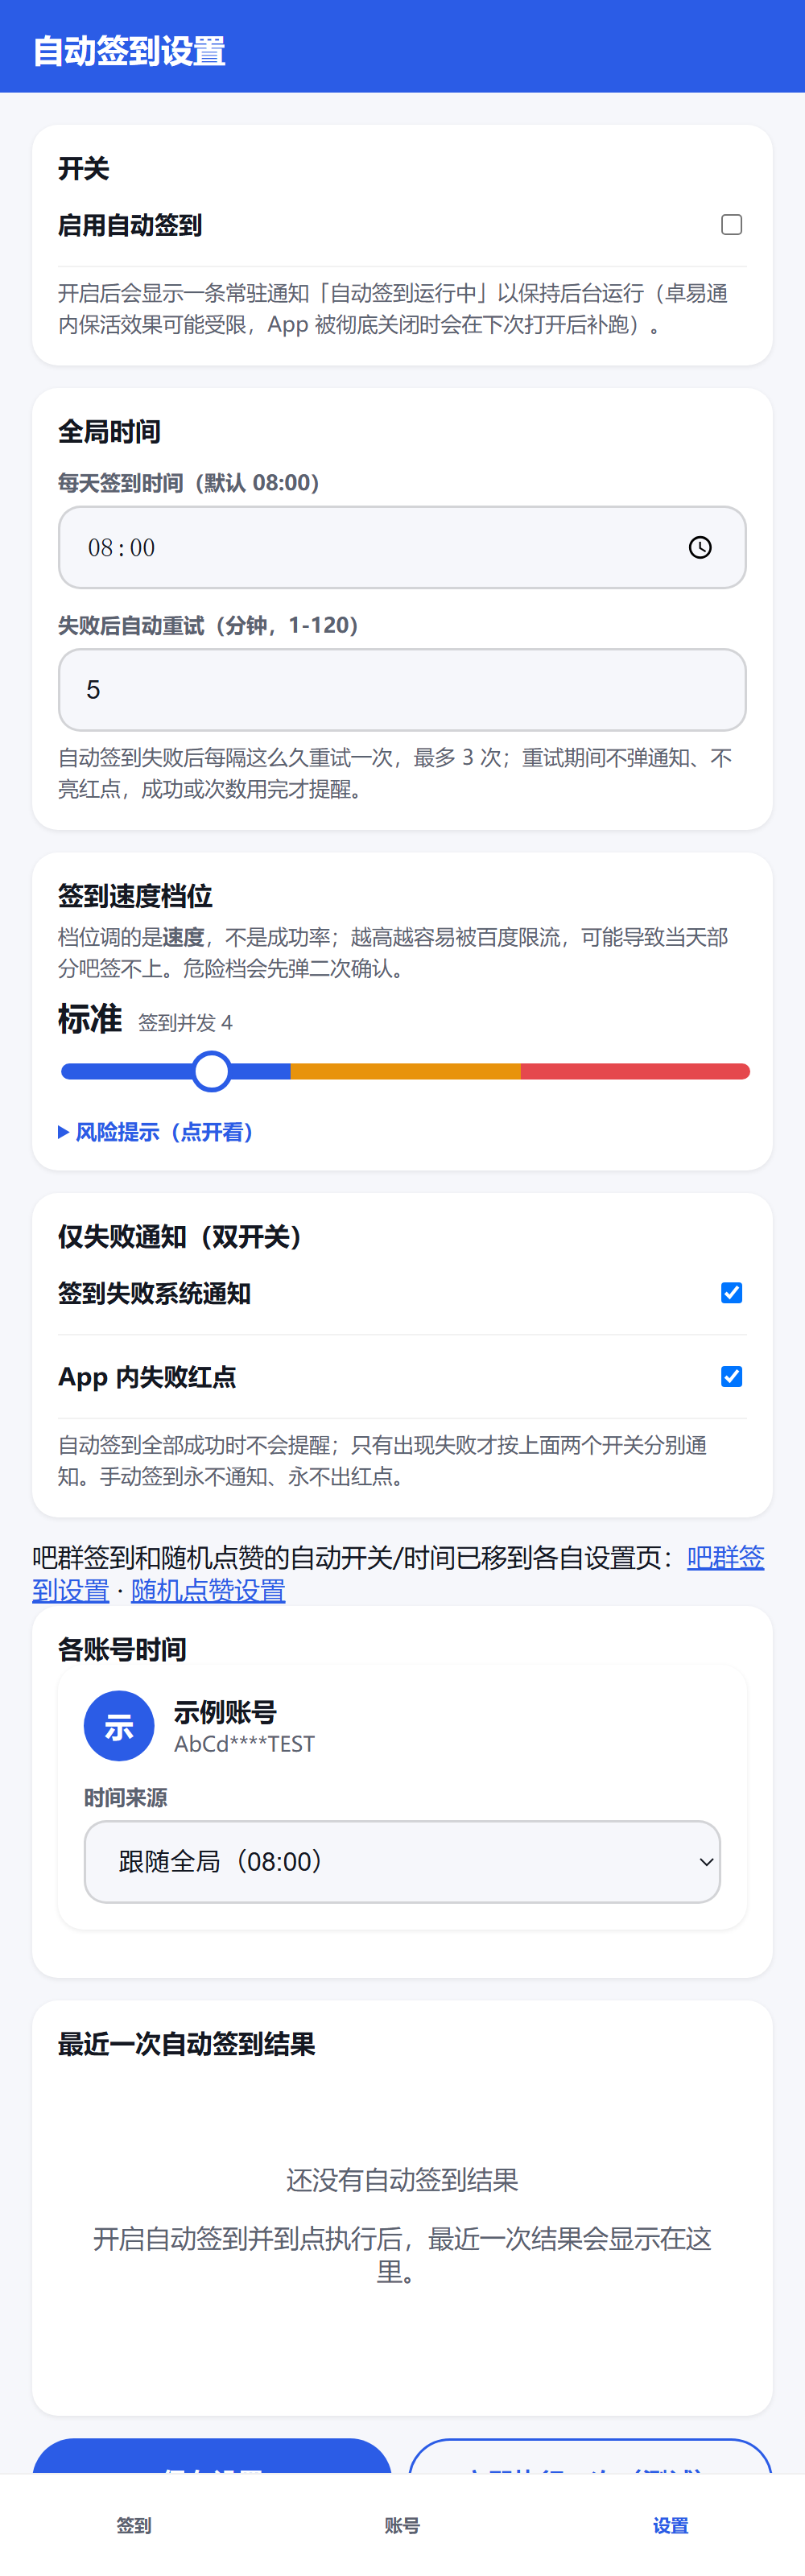 自动签到设置
开关
启用自动签到
开启后会显示一条常驻通知「自动签到运行中」以保持后台运行（卓易通
内保活效果可能受限，App 被彻底关闭时会在下次打开后补跑）。
全局时间
每天签到时间（默认 08:00）
08:00
失败后自动重试（分钟，1-120）
5
自动签到失败后每隔这么久重试一次，最多 3 次；重试期间不弹通知、不
亮红点，成功或次数用完才提醒。
签到速度档位
档位调的是速度，不是成功率；越高越容易被百度限流，可能导致当天部
分吧签不上。危险档会先弹二次确认。
标准 签到并发 4
风险提示（点开看）
仅失败通知（双开关）
签到失败系统通知
App 内失败红点
自动签到全部成功时不会提醒；只有出现失败才按上面两个开关分别通
知。手动签到永不通知、永不出红点。
吧群签到和随机点赞的自动开关/时间已移到各自设置页：吧群签
到设置 · 随机点赞设置
各账号时间
示
示例账号
AbCd****TEST
时间来源
跟随全局（08:00）
最近一次自动签到结果
还没有自动签到结果
开启自动签到并到点执行后，最近一次结果会显示在这
里。
签到 账号 设置